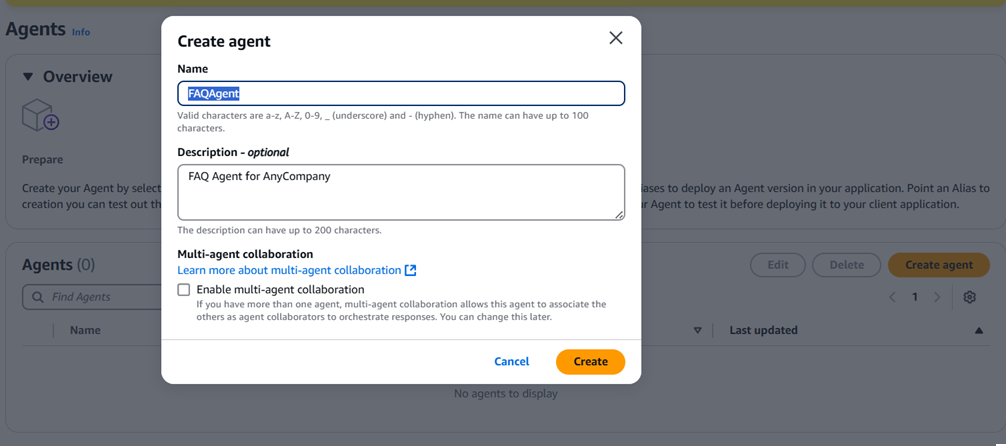 Agents Info
Overview
Prepare
Create your Agent by select
creation you can test out th
iases to deploy an Agent version in your application. Point an Alias to
r Agent to test it before deploying it to your client application.
Agents (0)
Edit
Delete
Create agent
Find Agents
1
Name
Last updated
No agents to display
Create agent
Name
FAQAgent
Valid characters are a-z, A-Z, 0-9, _ (underscore) and - (hyphen). The name can have up to 100
characters.
Description - optional
FAQ Agent for AnyCompany
The description can have up to 200 characters.
Multi-agent collaboration
Learn more about multi-agent collaboration
Enable multi-agent collaboration
If you have more than one agent, multi-agent collaboration allows this agent to associate the
others as agent collaborators to orchestrate responses. You can change this later.
Cancel
Create